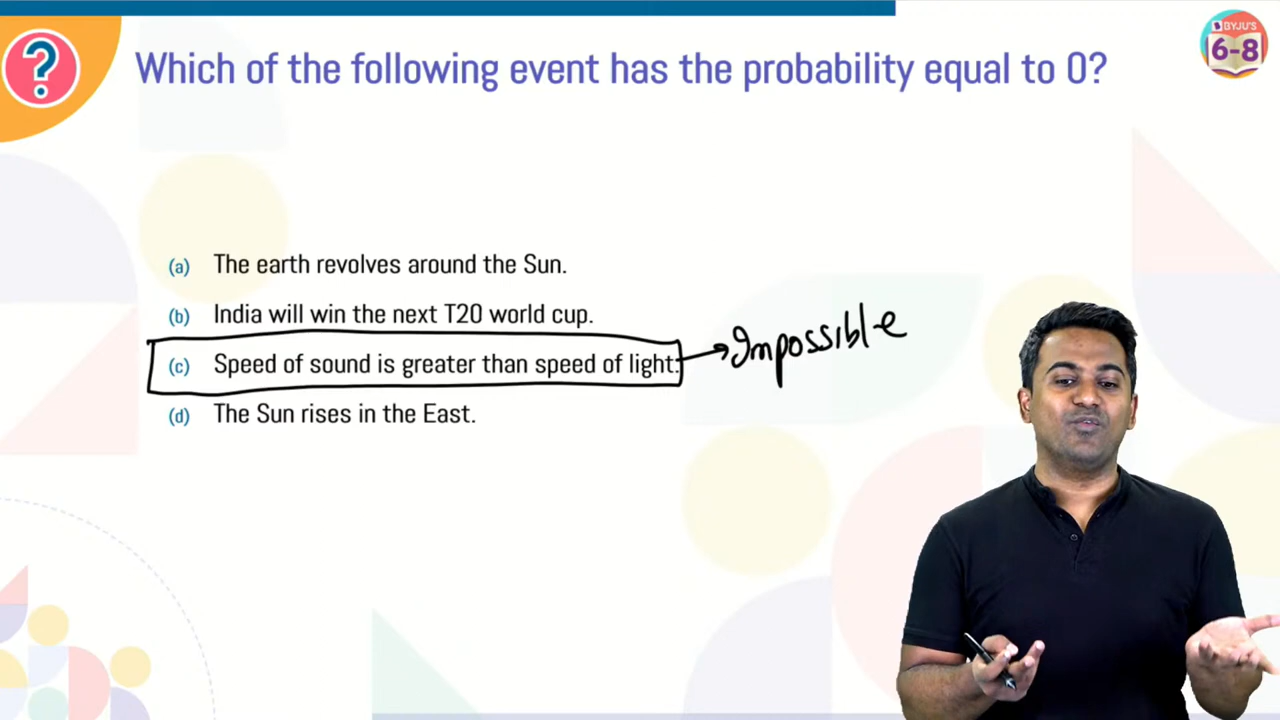 BYJU'S
6-8
?
Which of the following event has the probability equal to 0?
(a) The earth revolves around the Sun.
(b) India will win the next T20 world cup.
(c) Speed of sound is greater than speed of light.
Impossible
(d) The Sun rises in the East.